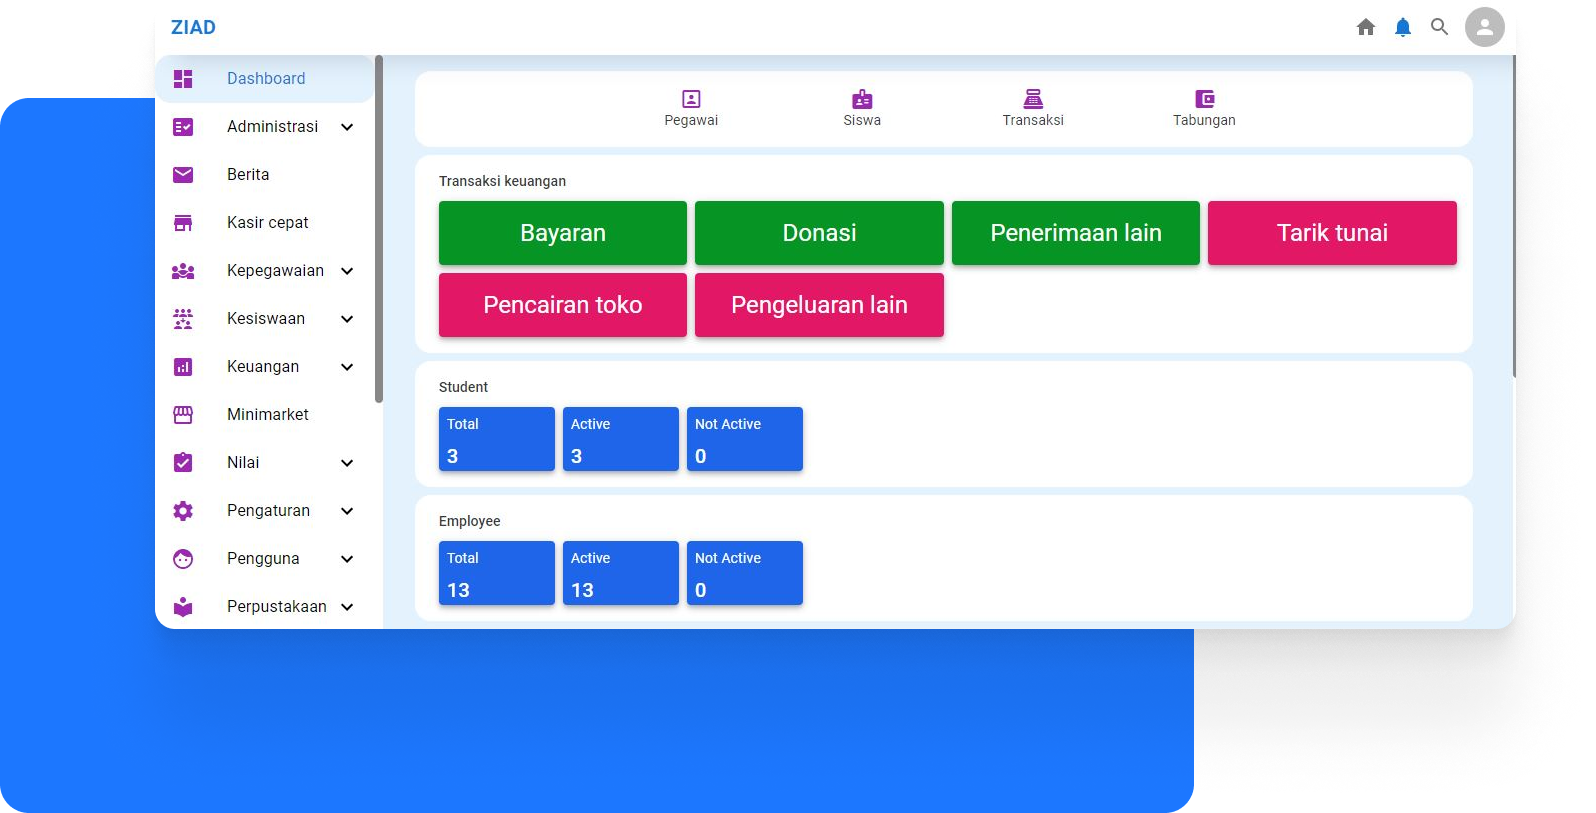 ZIAD
Dashboard
Administrasi
Berita
Kasir cepat
Kepegawaian
Kesiswaan
Keuangan
Minimarket
Nilai
Pengaturan
Pengguna
Perpustakaan
Pegawai Siswa Transaksi Tabungan
Transaksi keuangan
Bayaran Donasi Penerimaan lain Tarik tunai
Pencairan toko Pengeluaran lain
Student
Total Active Not Active
3 3 0
Employee
Total Active Not Active
13 13 0